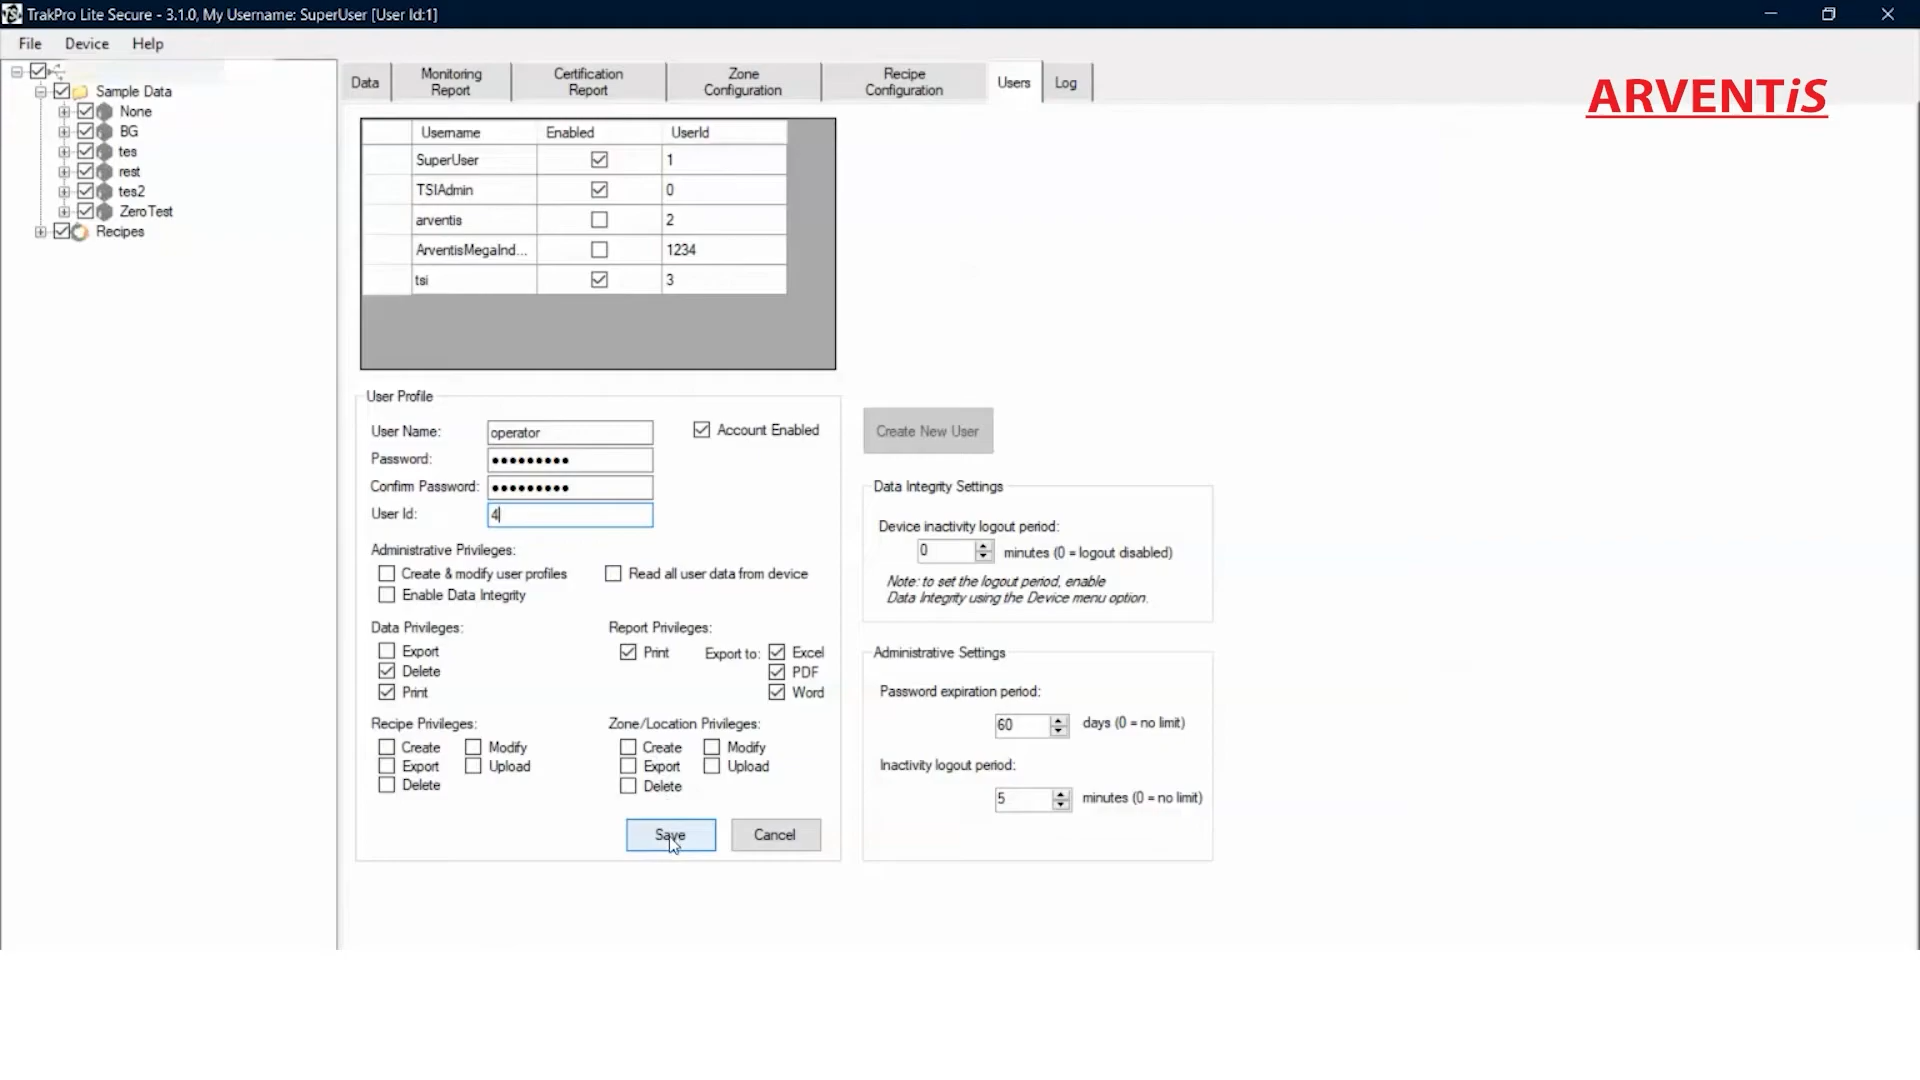 TrakPro Lite Secure - 3.1.0, My Username: SuperUser [User Id:1]
File Device Help
Sample Data
None
BG
tes
rest
tes2
ZeroTest
Recipes
Data
Monitoring
Report
Certification
Report
Zone
Configuration
Recipe
Configuration
Users
Log
ARVENTiS
Username Enabled UserId
SuperUser 1
TSIAdmin 0
arventis 2
ArventisMegaInd... 1234
tsi 3
User Profile
User Name: operator
Account Enabled
Password: ●●●●●●●●●
Confirm Password: ●●●●●●●●●
User Id: 4
Administrative Privileges:
Create & modify user profiles
Read all user data from device
Enable Data Integrity
Data Privileges:
Export
Delete
Print
Report Privileges:
Print Export to: Excel
PDF
Word
Recipe Privileges:
Create Modify
Export Upload
Delete
Zone/Location Privileges:
Create Modify
Export Upload
Delete
Save Cancel
Create New User
Data Integrity Settings
Device inactivity logout period:
0 minutes (0 = logout disabled)
Note: to set the logout period, enable
Data Integrity using the Device menu option.
Administrative Settings
Password expiration period:
60 days (0 = no limit)
Inactivity logout period:
5 minutes (0 = no limit)